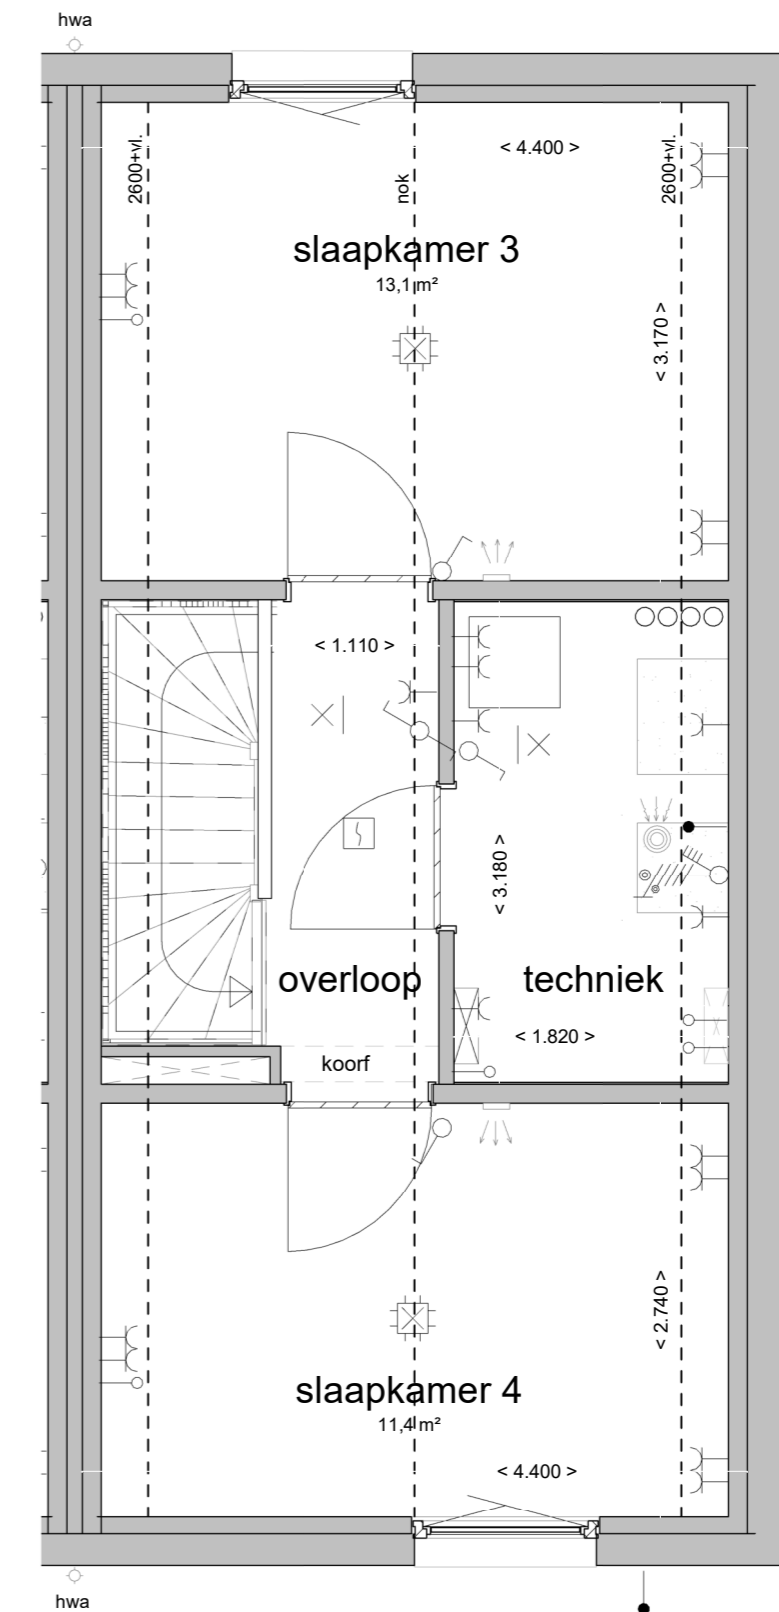 hwa
2600+vl.
nok
< 4.400 >
2600+vl.
slaapkamer 3
13,1 m²
< 3.170 >
< 1.110 >
< 3.180 >
overloop
techniek
< 1.820 >
koorf
< 2.740 >
slaapkamer 4
11,4 m²
< 4.400 >
hwa